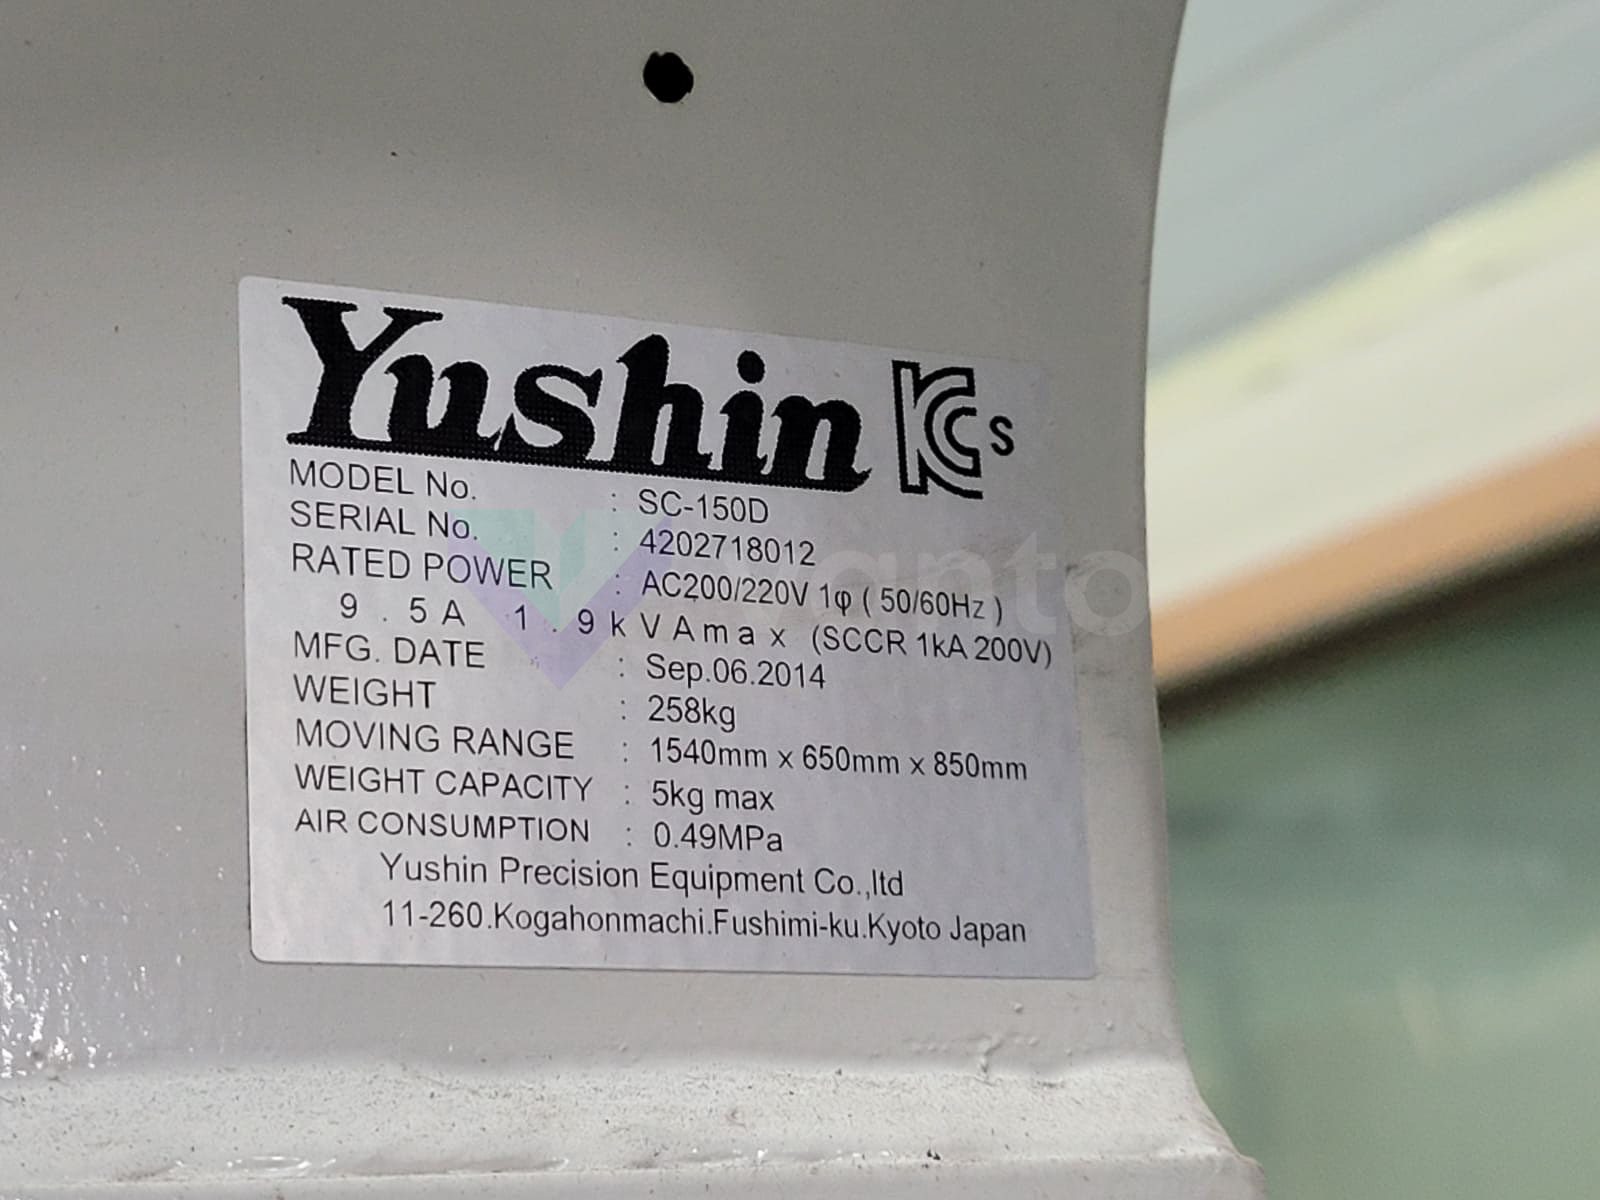 Yushin KCs
MODEL No. : SC-150D
SERIAL No. : 4202718012
RATED POWER : AC200/220V 1φ ( 50/60Hz )
9 . 5 A 1 . 9 k V A m a x (SCCR 1kA 200V)
MFG. DATE : Sep.06.2014
WEIGHT : 258kg
MOVING RANGE : 1540mm x 650mm x 850mm
WEIGHT CAPACITY : 5kg max
AIR CONSUMPTION : 0.49MPa
Yushin Precision Equipment Co.,ltd
11-260.Kogahonmachi.Fushimi-ku.Kyoto Japan